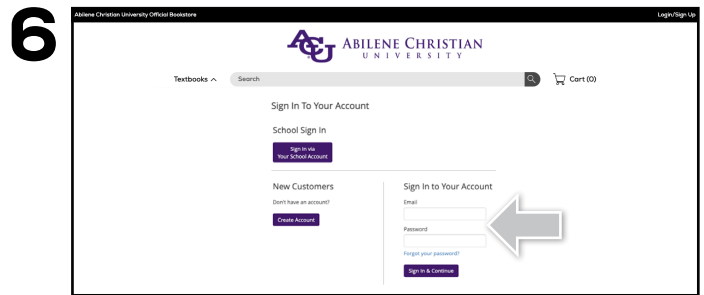 6
Abilene Christian University Official Bookstore
Login/Sign Up
ACU ABILENE CHRISTIAN
UNIVERSITY
Textbooks
Search
Cart (0)
Sign In To Your Account
School Sign In
Sign In via
Your School Account
New Customers
Don't have an account?
Create Account
Sign In to Your Account
Email
Password
Forgot your password?
Sign In & Continue